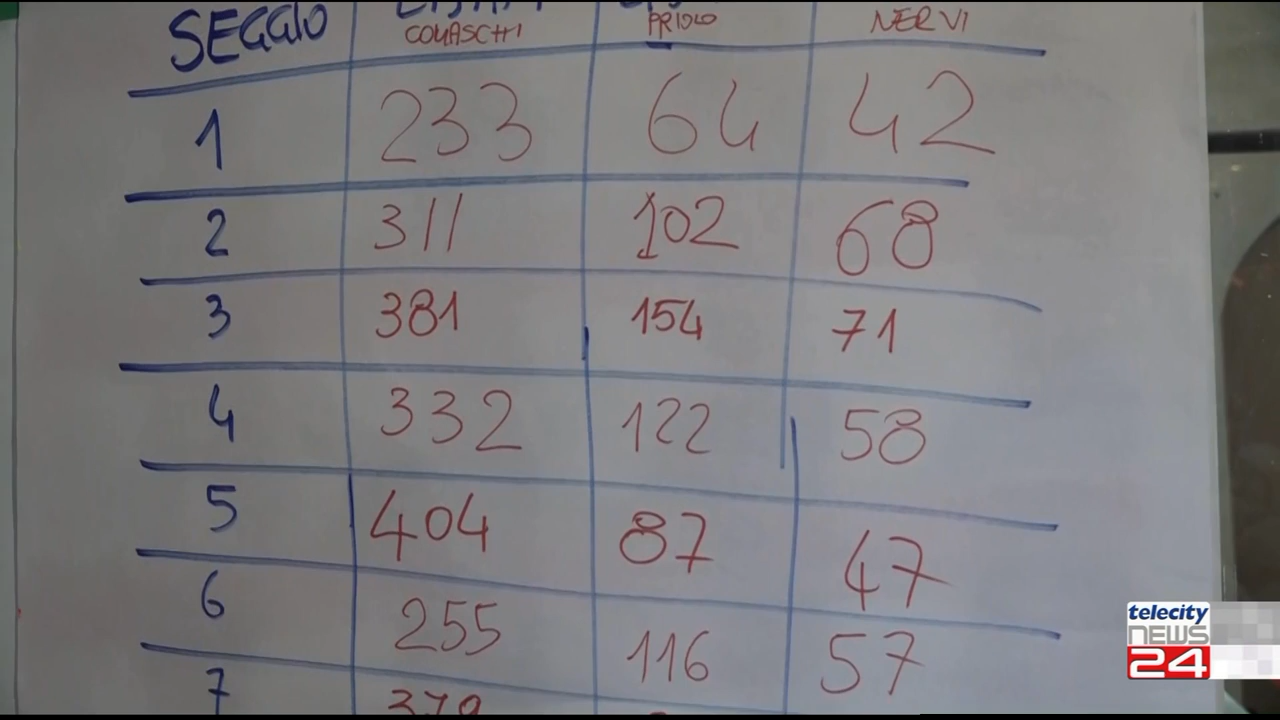 SEGGIO
COMASCHI PRIOLO NERVI
1 233 64 42
2 311 102 68
3 381 154 71
4 332 122 58
5 404 87 47
6 255 116 57
7
telecity
NEWS
24